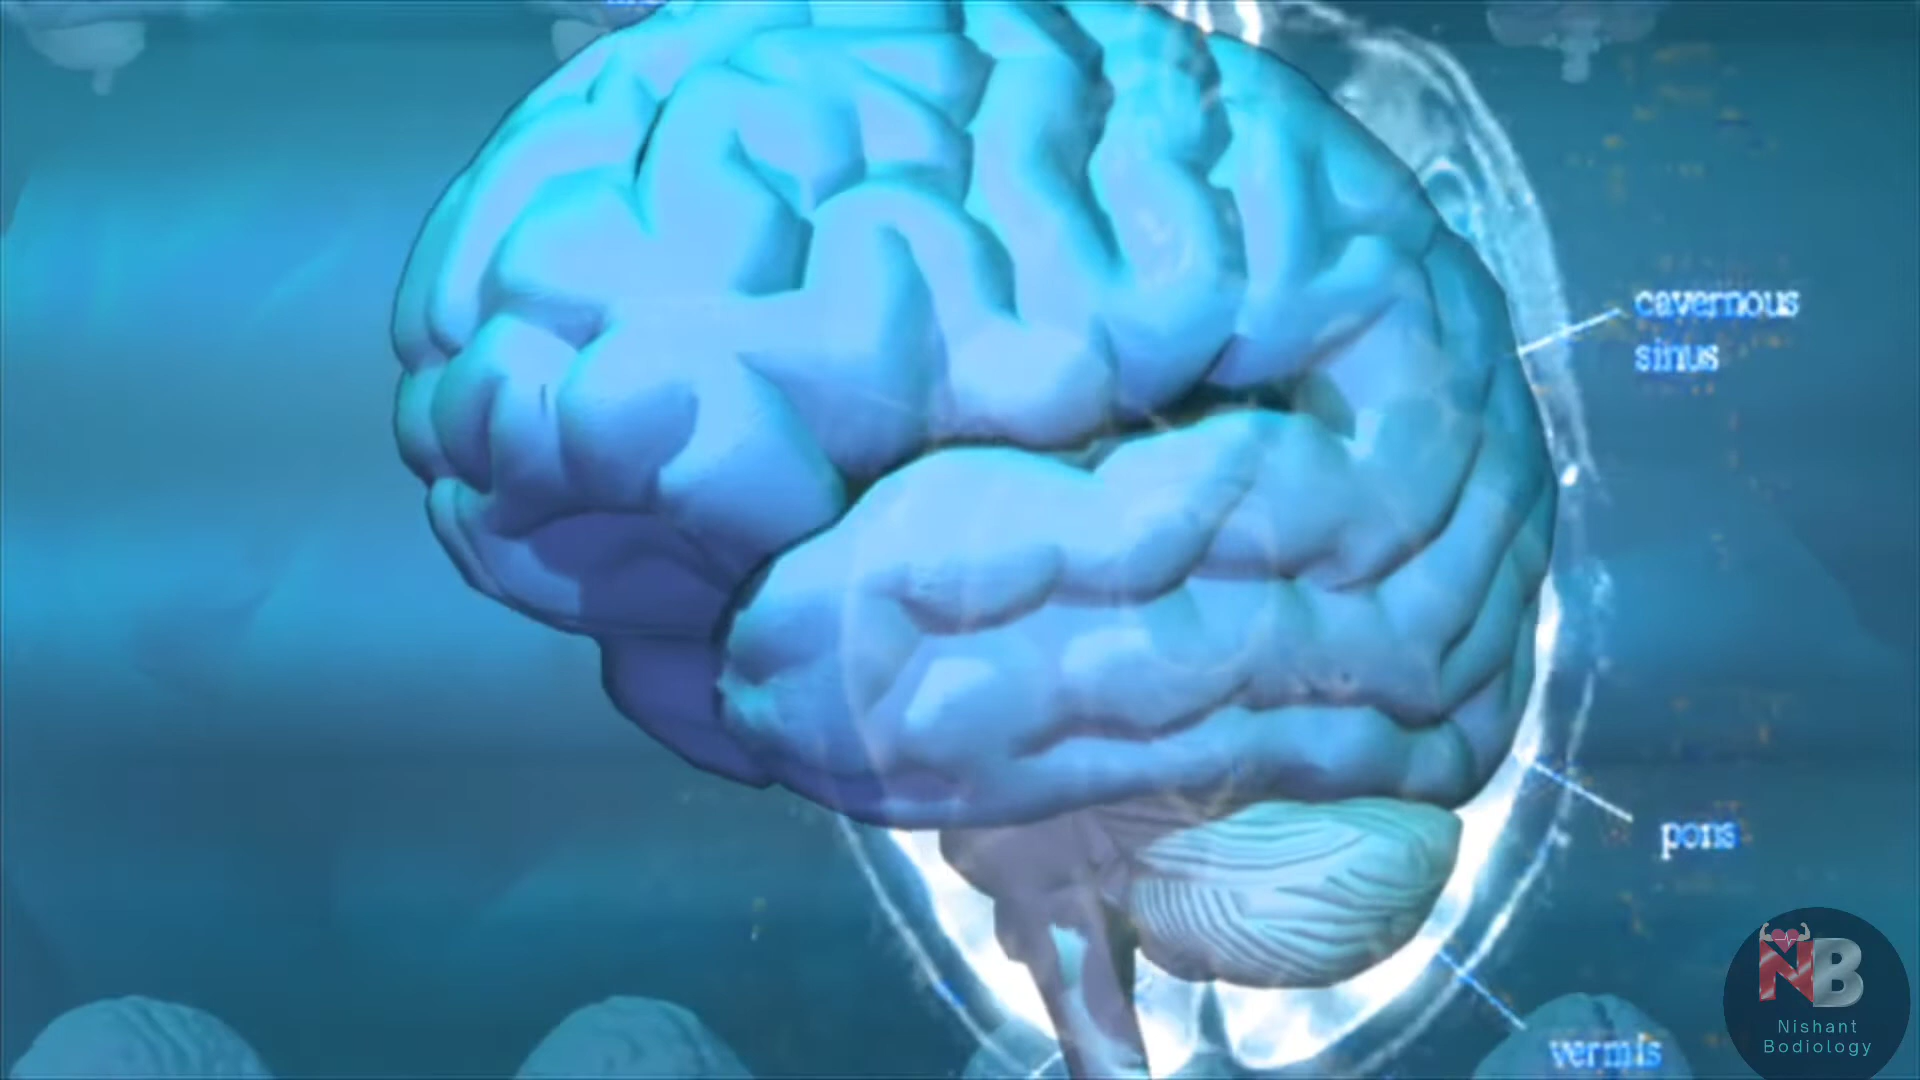 cavernous
sinus
pons
vermis
NB
Nishant
Bodiology